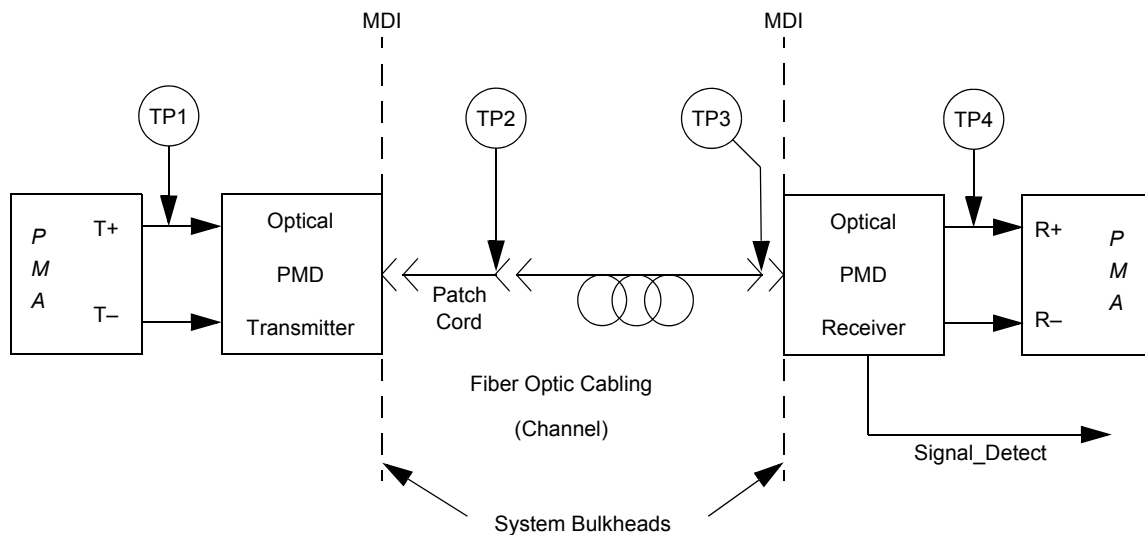 MDI
MDI
TP1
TP2
TP3
TP4
P
M
A
T+
T–
Optical
PMD
Transmitter
Patch
Cord
Optical
PMD
Receiver
R+
R–
P
M
A
Fiber Optic Cabling
(Channel)
Signal_Detect
System Bulkheads